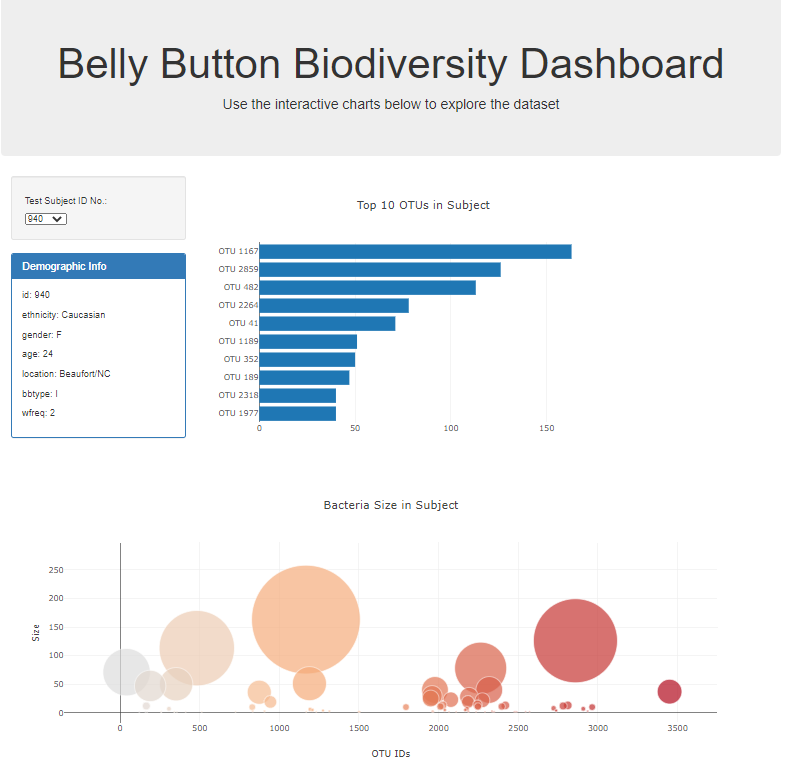 Belly Button Biodiversity Dashboard
Use the interactive charts below to explore the dataset
Test Subject ID No.:
940
Demographic Info
id: 940
ethnicity: Caucasian
gender: F
age: 24
location: Beaufort/NC
bbtype: I
wfreq: 2
Top 10 OTUs in Subject
OTU 1167
OTU 2859
OTU 482
OTU 2264
OTU 41
OTU 1189
OTU 352
OTU 189
OTU 2318
OTU 1977
0 50 100 150
Bacteria Size in Subject
250
200
150
100
50
0
Size
0 500 1000 1500 2000 2500 3000 3500
OTU IDs